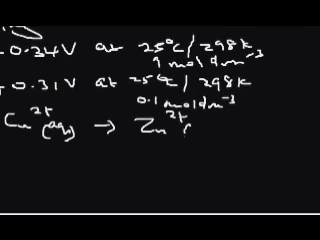 0.34V at 25°C/298K
1 mol dm⁻³
0.31V at 25°C/298K
0.1 mol dm⁻³
Cu²⁺(aq) → Zn²⁺(